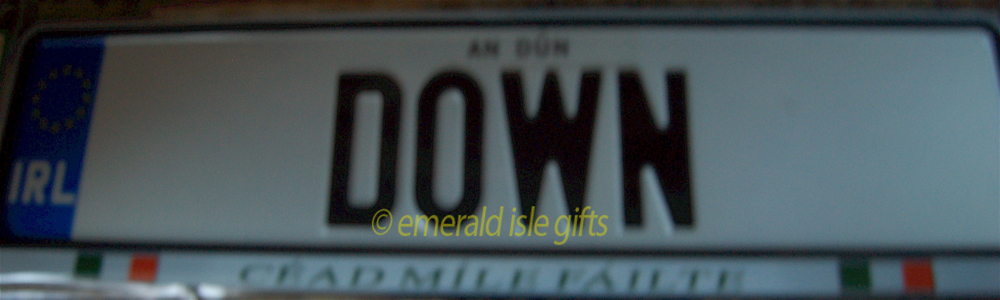 AN DÚN
IRL
DOWN
© emerald isle gifts
CÉAD MÍLE FÁILTE